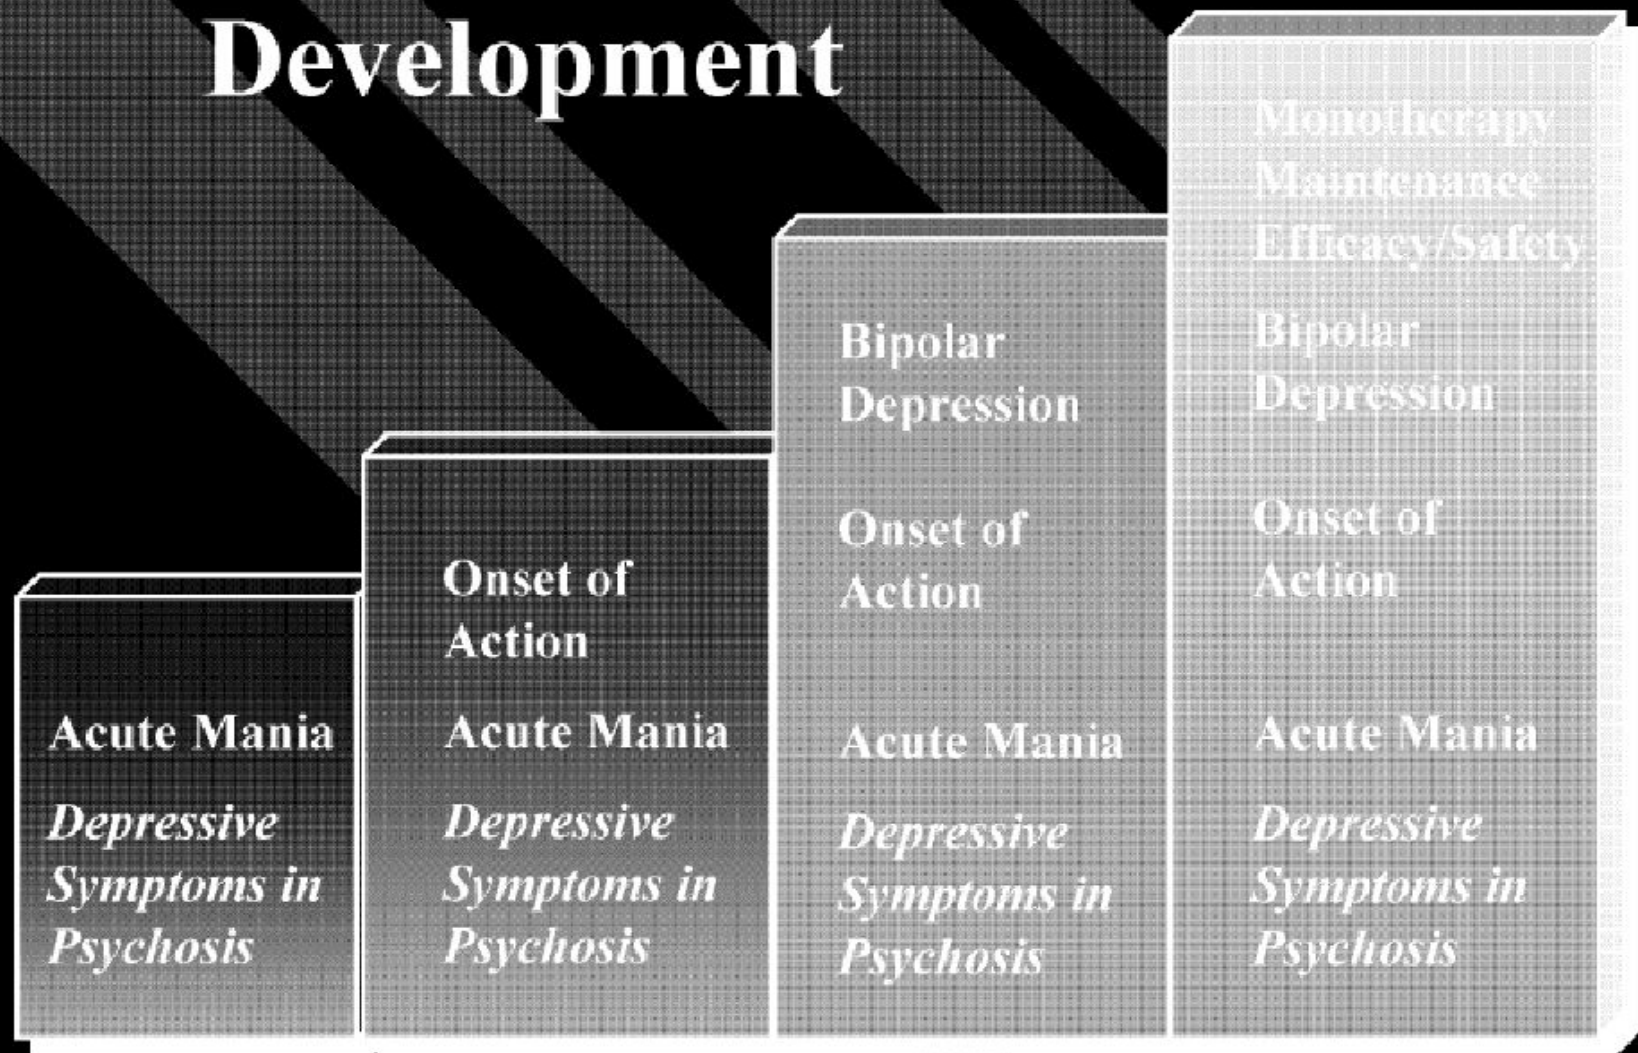 Development
Acute Mania
Depressive
Symptoms in
Psychosis
Onset of
Action
Acute Mania
Depressive
Symptoms in
Psychosis
Bipolar
Depression
Onset of
Action
Acute Mania
Depressive
Symptoms in
Psychosis
Monotherapy
Maintenance
Efficacy/Safety
Bipolar
Depression
Onset of
Action
Acute Mania
Depressive
Symptoms in
Psychosis